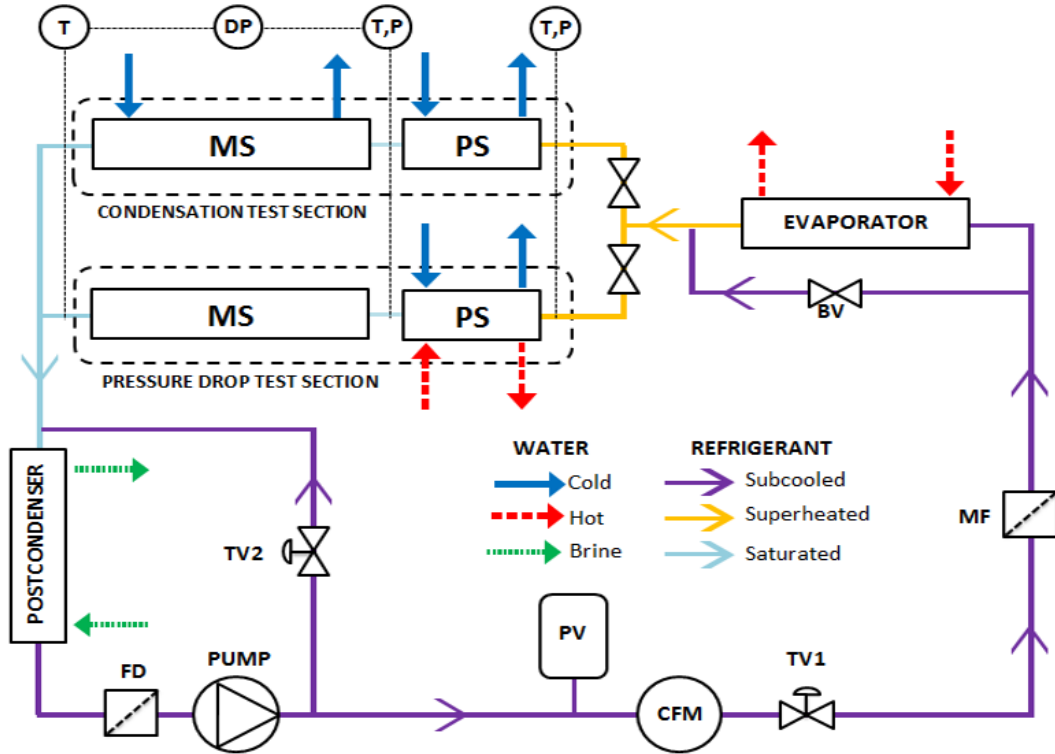 T
DP
T,P
T,P
MS
PS
CONDENSATION TEST SECTION
EVAPORATOR
MS
PS
BV
PRESSURE DROP TEST SECTION
WATER
REFRIGERANT
Cold
Subcooled
Hot
Superheated
Brine
Saturated
POSTCONDENSER
TV2
MF
PV
FD
PUMP
CFM
TV1